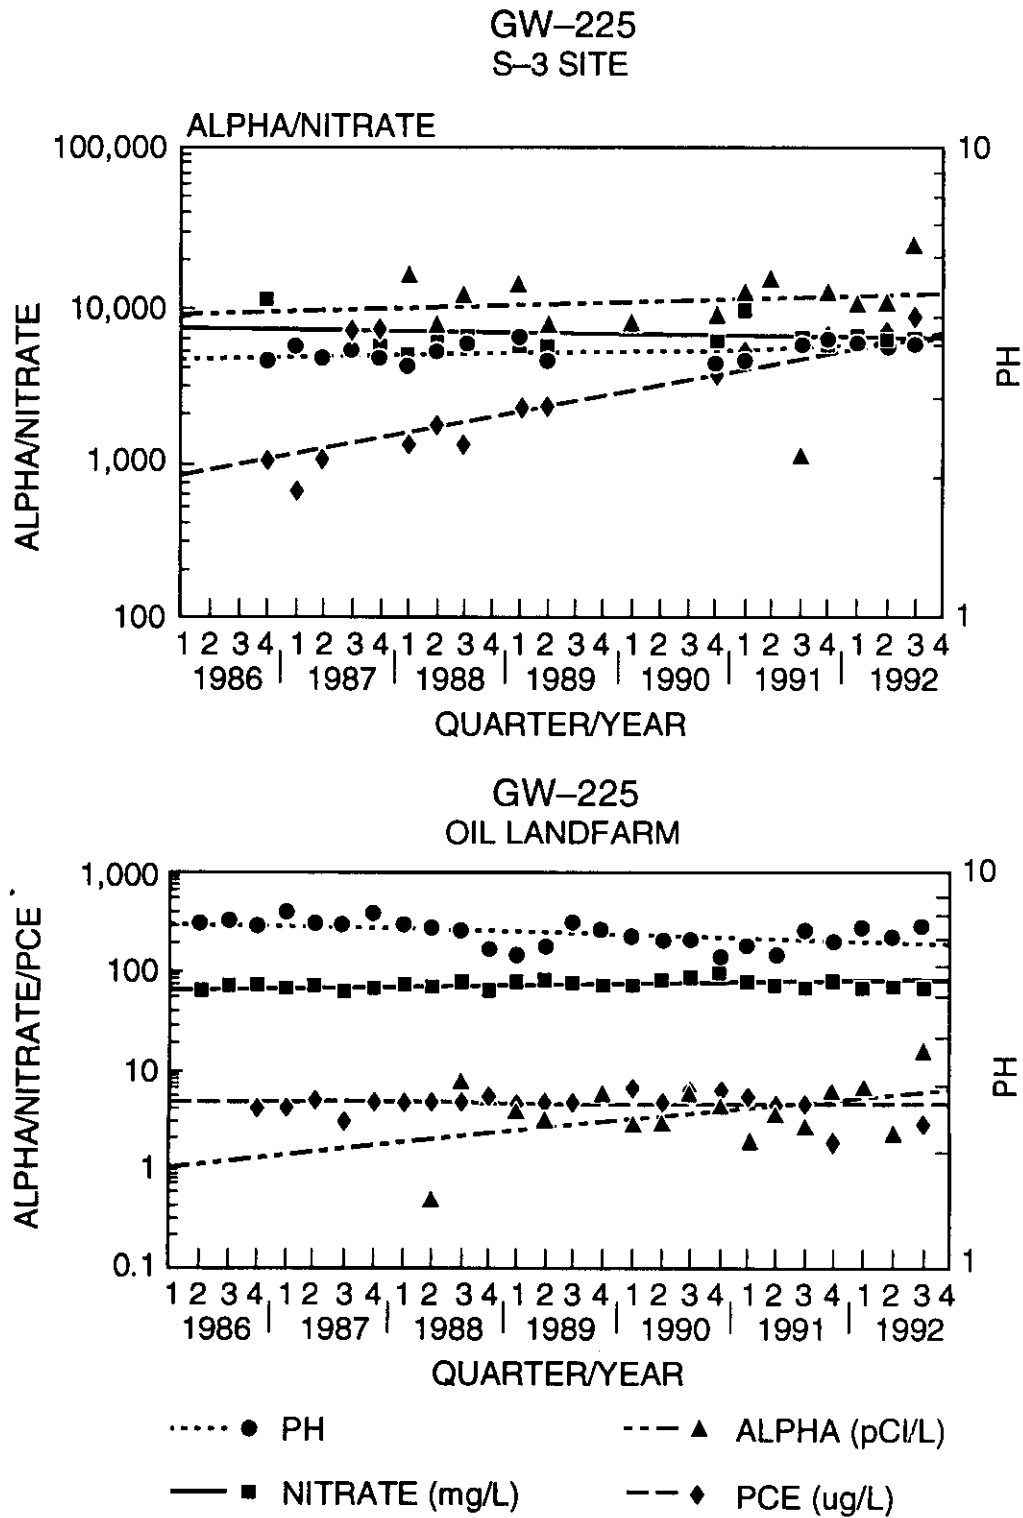 GW–225
S–3 SITE
ALPHA/NITRATE
100,000
10,000
1,000
100
ALPHA/NITRATE
10
1
PH
1 2 3 4 1 2 3 4 1 2 3 4 1 2 3 4 1 2 3 4 1 2 3 4 1 2 3 4
1986 | 1987 | 1988 | 1989 | 1990 | 1991 | 1992
QUARTER/YEAR
GW–225
OIL LANDFARM
1,000
100
10
1
0.1
ALPHA/NITRATE/PCE
10
1
PH
1 2 3 4 1 2 3 4 1 2 3 4 1 2 3 4 1 2 3 4 1 2 3 4 1 2 3 4
1986 | 1987 | 1988 | 1989 | 1990 | 1991 | 1992
QUARTER/YEAR
PH
ALPHA (pCi/L)
NITRATE (mg/L)
PCE (ug/L)